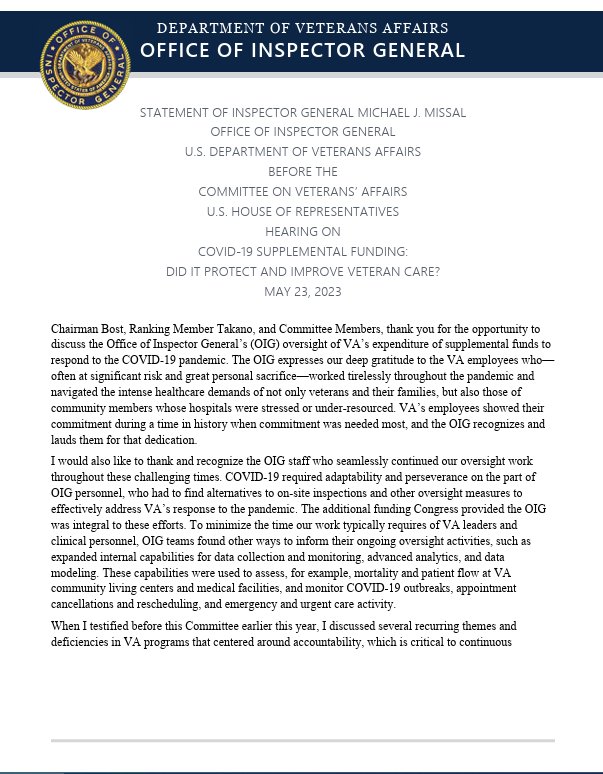 DEPARTMENT OF VETERANS AFFAIRS
OFFICE OF INSPECTOR GENERAL
OFFICE OF
INSPECTOR GENERAL
STATEMENT OF INSPECTOR GENERAL MICHAEL J. MISSAL
OFFICE OF INSPECTOR GENERAL
U.S. DEPARTMENT OF VETERANS AFFAIRS
BEFORE THE
COMMITTEE ON VETERANS’ AFFAIRS
U.S. HOUSE OF REPRESENTATIVES
HEARING ON
COVID-19 SUPPLEMENTAL FUNDING:
DID IT PROTECT AND IMPROVE VETERAN CARE?
MAY 23, 2023
Chairman Bost, Ranking Member Takano, and Committee Members, thank you for the opportunity to
discuss the Office of Inspector General’s (OIG) oversight of VA’s expenditure of supplemental funds to
respond to the COVID-19 pandemic. The OIG expresses our deep gratitude to the VA employees who—
often at significant risk and great personal sacrifice—worked tirelessly throughout the pandemic and
navigated the intense healthcare demands of not only veterans and their families, but also those of
community members whose hospitals were stressed or under-resourced. VA’s employees showed their
commitment during a time in history when commitment was needed most, and the OIG recognizes and
lauds them for that dedication.
I would also like to thank and recognize the OIG staff who seamlessly continued our oversight work
throughout these challenging times. COVID-19 required adaptability and perseverance on the part of
OIG personnel, who had to find alternatives to on-site inspections and other oversight measures to
effectively address VA’s response to the pandemic. The additional funding Congress provided the OIG
was integral to these efforts. To minimize the time our work typically requires of VA leaders and
clinical personnel, OIG teams found other ways to inform their ongoing oversight activities, such as
expanded internal capabilities for data collection and monitoring, advanced analytics, and data
modeling. These capabilities were used to assess, for example, mortality and patient flow at VA
community living centers and medical facilities, and monitor COVID-19 outbreaks, appointment
cancellations and rescheduling, and emergency and urgent care activity.
When I testified before this Committee earlier this year, I discussed several recurring themes and
deficiencies in VA programs that centered around accountability, which is critical to continuous